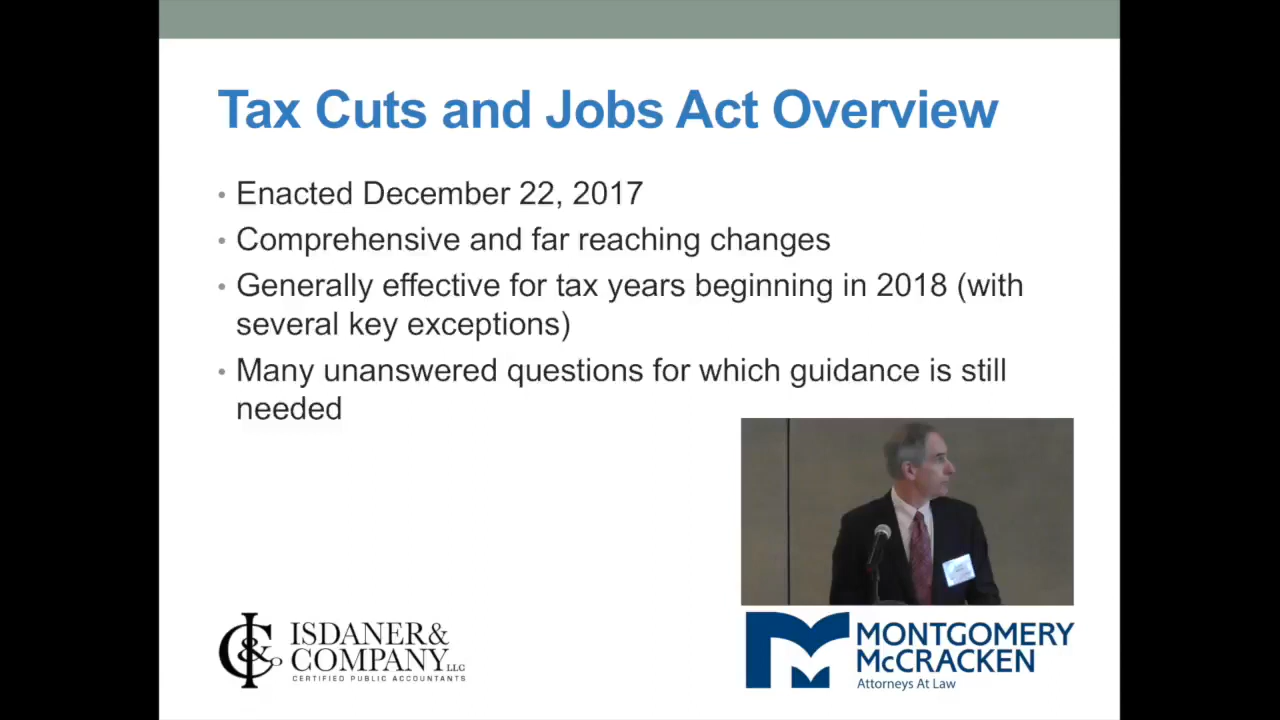 Tax Cuts and Jobs Act Overview
• Enacted December 22, 2017
• Comprehensive and far reaching changes
• Generally effective for tax years beginning in 2018 (with
several key exceptions)
• Many unanswered questions for which guidance is still
needed
ISDANER&
COMPANY LLC
CERTIFIED PUBLIC ACCOUNTANTS
MONTGOMERY
McCRACKEN
Attorneys At Law